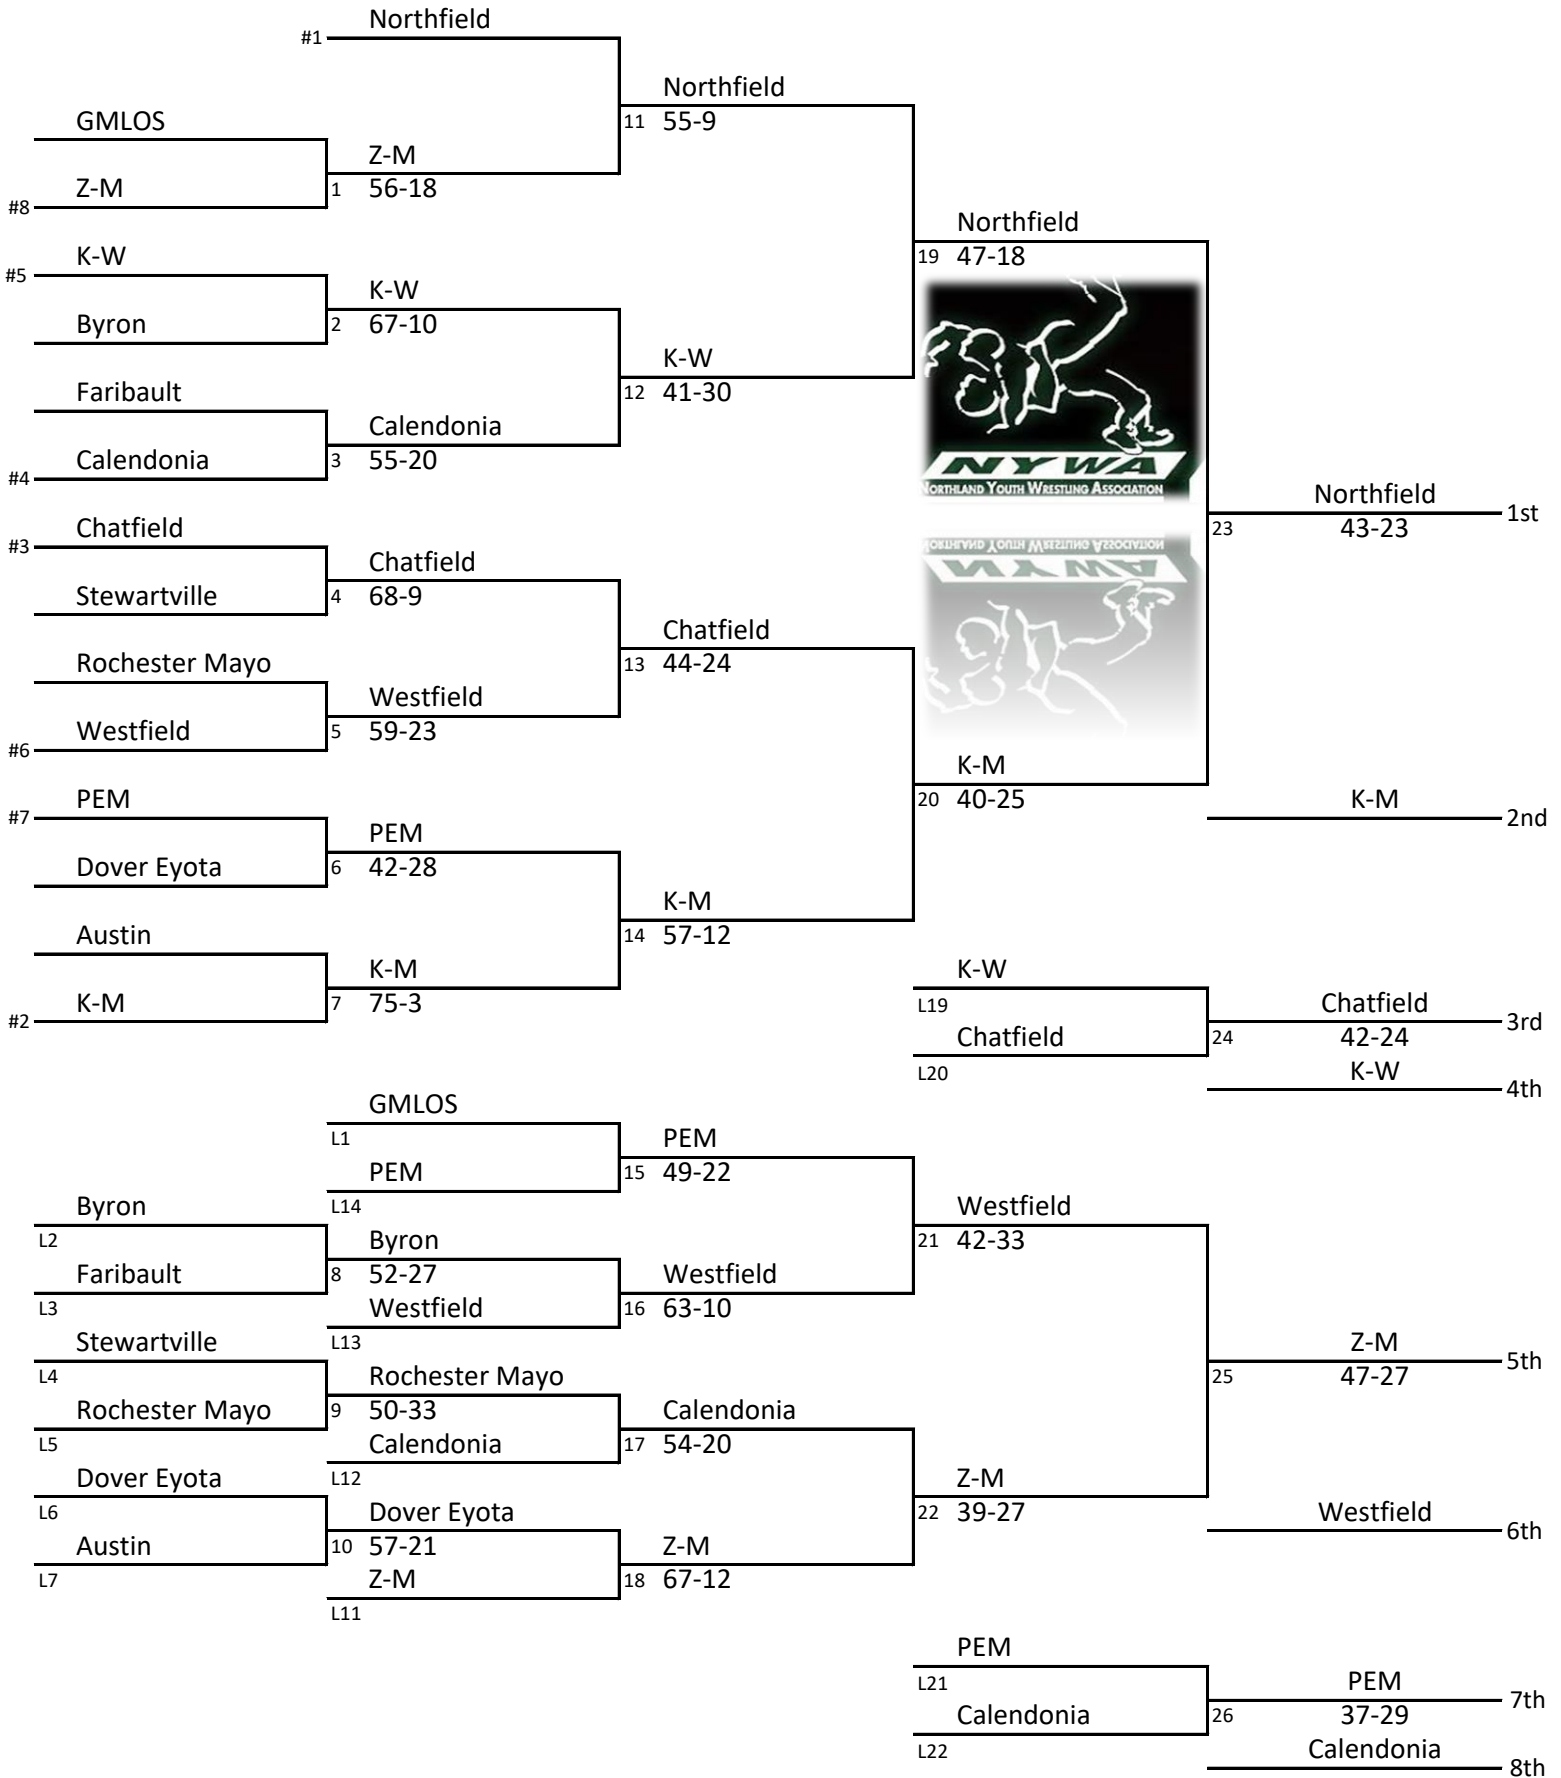 Northfield
#1
Northfield
11 55-9
GMLOS
Z-M
1 56-18
Z-M
#8
Northfield
19 47-18
K-W
#5
K-W
2 67-10
Byron
K-W
12 41-30
Faribault
Calendonia
3 55-20
Calendonia
#4
NYWA
NORTHLAND YOUTH WRESTLING ASSOCIATION
Northfield
1st
23 43-23
Chatfield
#3
Chatfield
4 68-9
Stewartville
Chatfield
13 44-24
Rochester Mayo
Westfield
5 59-23
Westfield
#6
K-M
20 40-25
PEM
#7
K-M
2nd
PEM
6 42-28
Dover Eyota
K-M
14 57-12
Austin
K-M
7 75-3
K-M
#2
K-W
L19
Chatfield
3rd
Chatfield
24 42-24
L20
K-W
4th
GMLOS
L1
PEM
15 49-22
PEM
L14
Byron
L2
Westfield
21 42-33
Byron
8 52-27
Faribault
L3
Westfield
16 63-10
Westfield
L13
Stewartville
L4
Z-M
5th
25 47-27
Rochester Mayo
9 50-33
Rochester Mayo
L5
Calendonia
17 54-20
Calendonia
L12
Dover Eyota
L6
Z-M
22 39-27
Dover Eyota
10 57-21
Austin
L7
Westfield
6th
Z-M
18 67-12
Z-M
L11
PEM
L21
PEM
7th
26 37-29
Calendonia
L22
Calendonia
8th